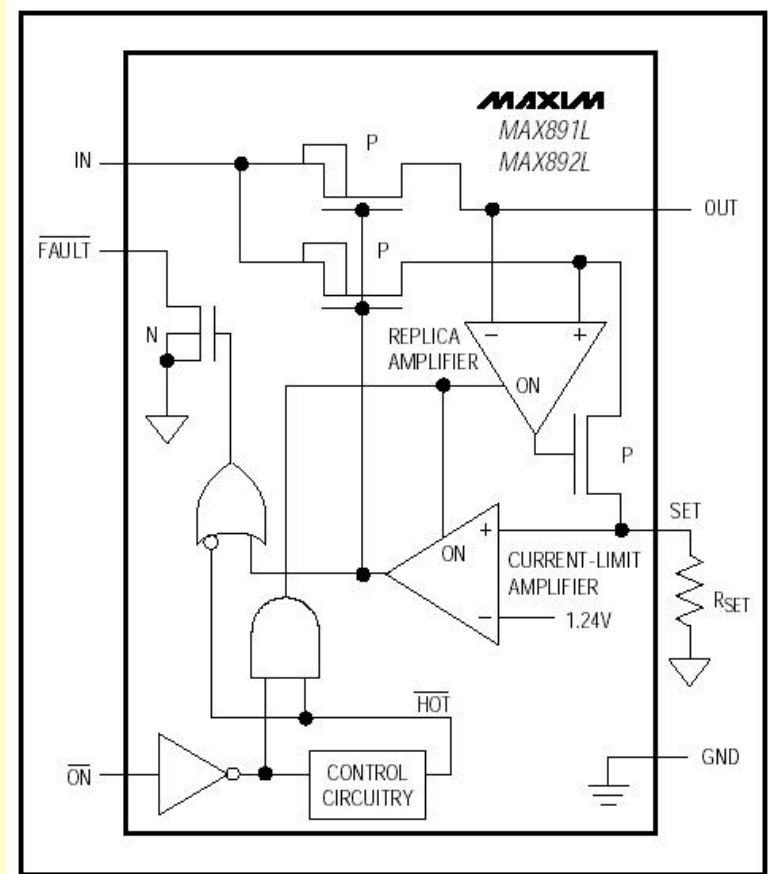 MAXIM
MAX891L
MAX892L
IN
P
OUT
FAULT
P
N
REPLICA
AMPLIFIER
− +
ON
P
SET
ON
+
CURRENT-LIMIT
AMPLIFIER
−
1.24V
RSET
HOT
ON
CONTROL
CIRCUITRY
GND